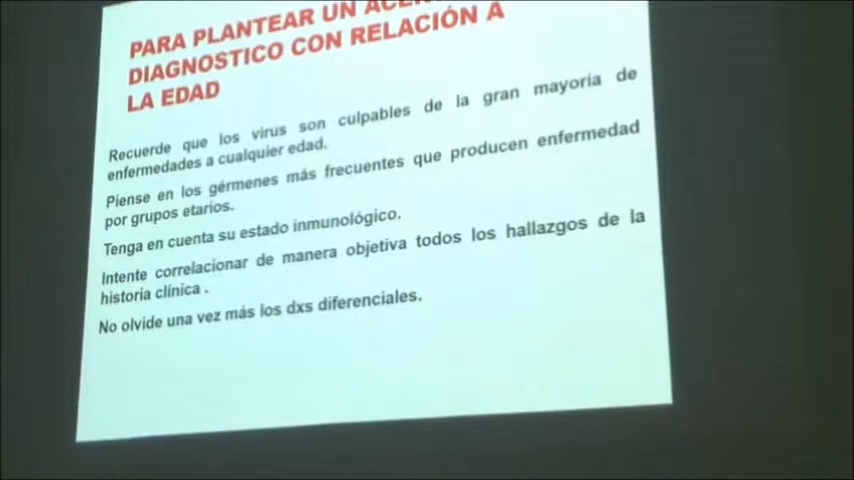 PARA PLANTEAR UN
DIAGNOSTICO CON RELACIÓN A
LA EDAD
Recuerde que los virus son culpables de la gran mayoría de
enfermedades a cualquier edad.
Piense en los gérmenes más frecuentes que producen enfermedad
por grupos etarios.
Tenga en cuenta su estado inmunológico.
Intente correlacionar de manera objetiva todos los hallazgos de la
historia clínica .
No olvide una vez más los dxs diferenciales.